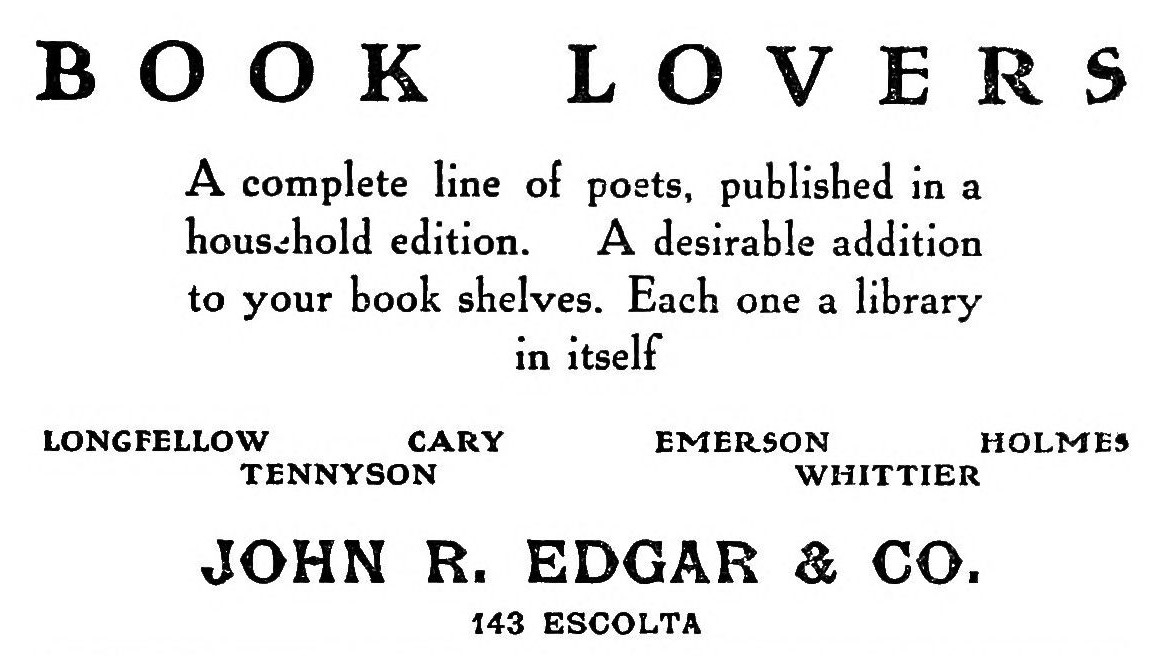 BOOK LOVERS
A complete line of poets, published in a
household edition. A desirable addition
to your book shelves. Each one a library
in itself
LONGFELLOW CARY EMERSON HOLMES
TENNYSON WHITTIER
JOHN R. EDGAR & CO.
143 ESCOLTA